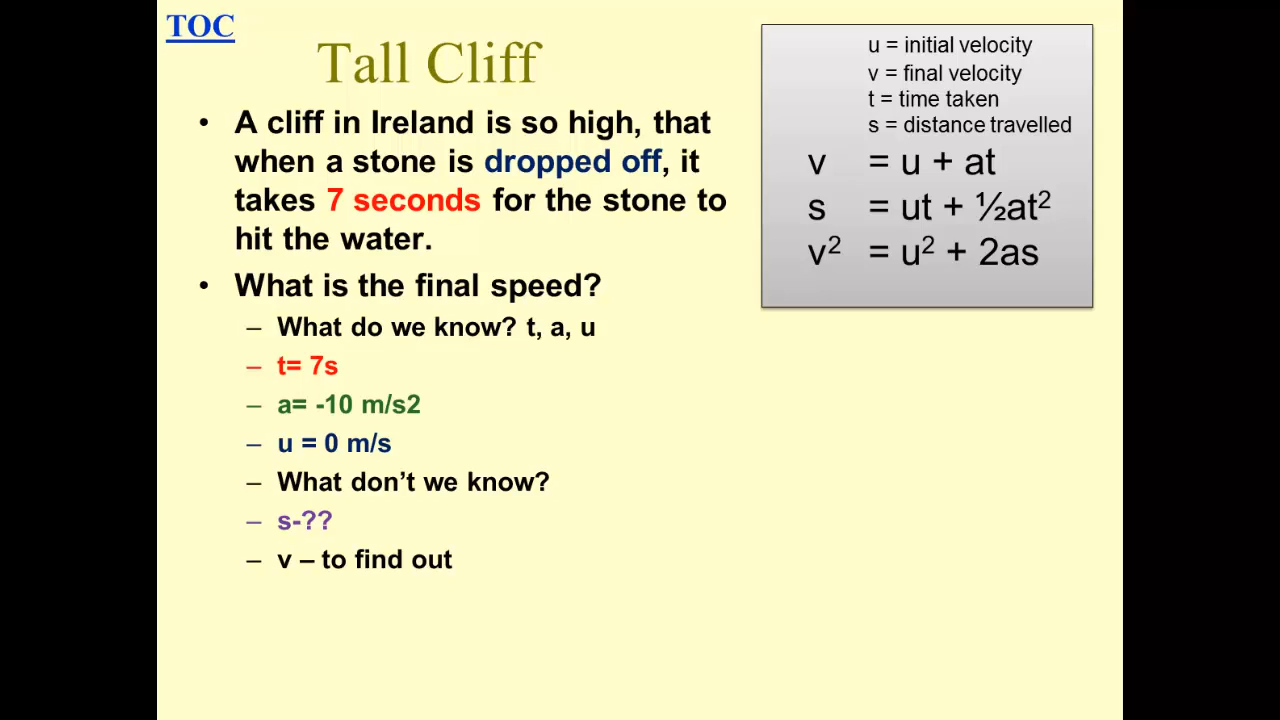 TOC
Tall Cliff
• A cliff in Ireland is so high, that
when a stone is dropped off, it
takes 7 seconds for the stone to
hit the water.
• What is the final speed?
– What do we know? t, a, u
– t= 7s
– a= -10 m/s2
– u = 0 m/s
– What don’t we know?
– s-??
– v – to find out
u = initial velocity
v = final velocity
t = time taken
s = distance travelled
v = u + at
s = ut + ½at²
v² = u² + 2as